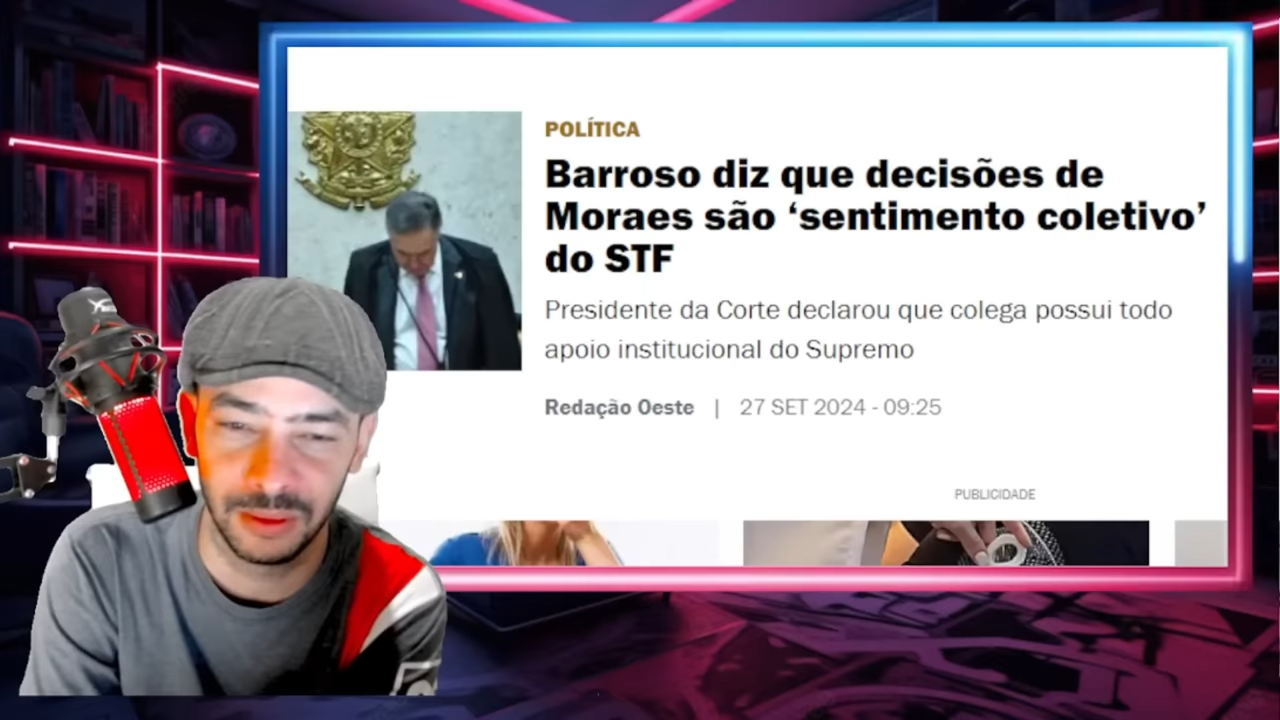 POLÍTICA
Barroso diz que decisões de
Moraes são ‘sentimento coletivo’
do STF
Presidente da Corte declarou que colega possui todo
apoio institucional do Supremo
Redação Oeste | 27 SET 2024 - 09:25
PUBLICIDADE